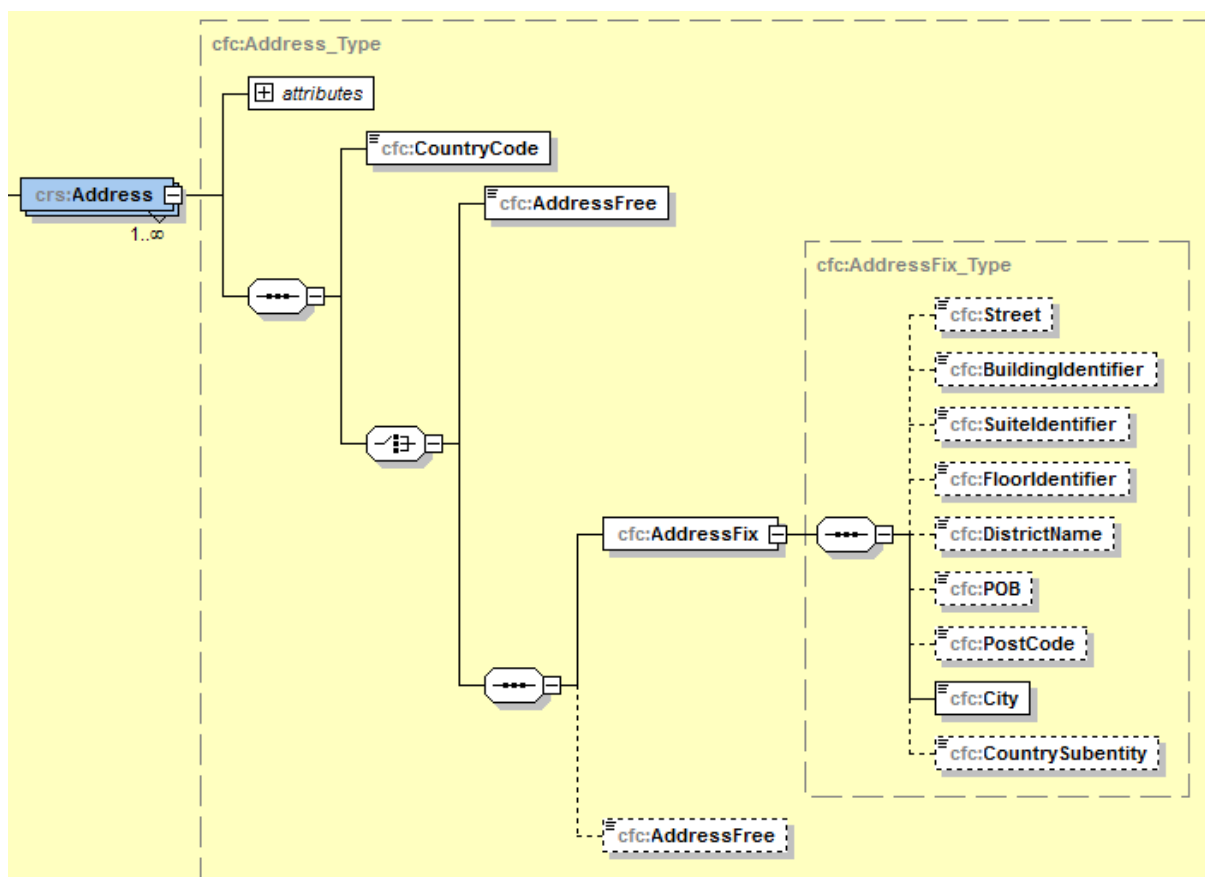 cfc:Address_Type
attributes
cfc:CountryCode
crs:Address
1..∞
cfc:AddressFree
cfc:AddressFix_Type
cfc:Street
cfc:BuildingIdentifier
cfc:SuiteIdentifier
cfc:FloorIdentifier
cfc:AddressFix
cfc:DistrictName
cfc:POB
cfc:PostCode
cfc:City
cfc:CountrySubentity
cfc:AddressFree